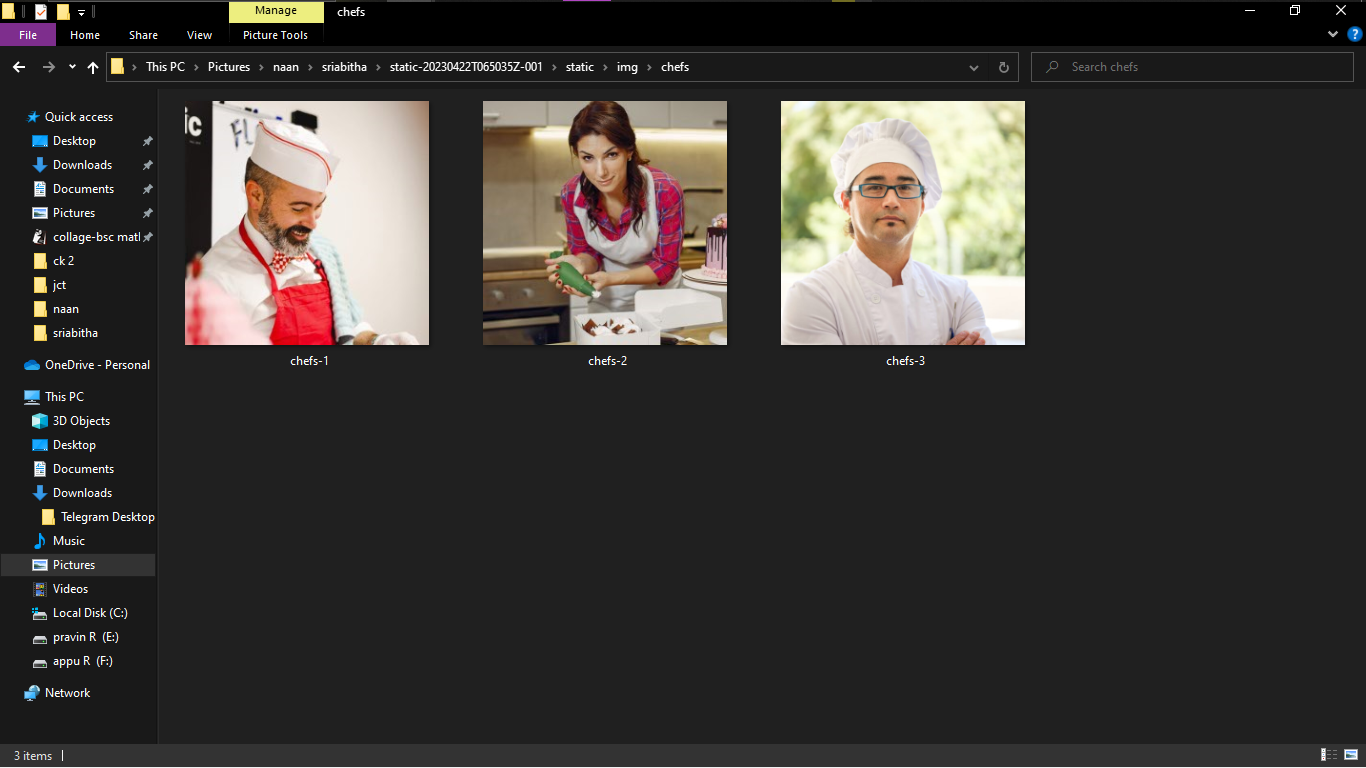 Manage
chefs
File
Home
Share
View
Picture Tools
This PC > Pictures > naan > sriabitha > static-20230422T065035Z-001 > static > img > chefs
Search chefs
Quick access
Desktop
Downloads
Documents
Pictures
collage-bsc matl
ck 2
jct
naan
sriabitha
OneDrive - Personal
This PC
3D Objects
Desktop
Documents
Downloads
Telegram Desktop
Music
Pictures
Videos
Local Disk (C:)
pravin R (E:)
appu R (F:)
Network
ic
FL
chefs-1
chefs-2
chefs-3
3 items